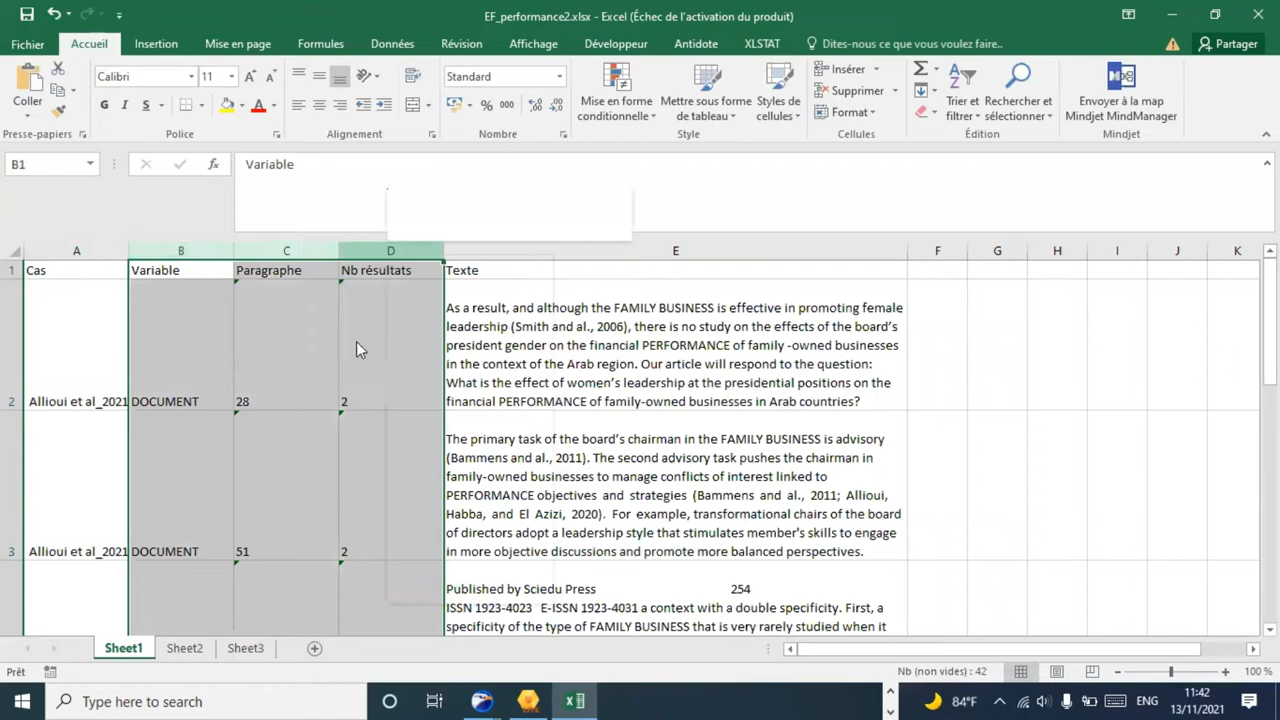 EF_performance2.xlsx - Excel (Échec de l'activation du produit)
Fichier Accueil Insertion Mise en page Formules Données Révision Affichage Développeur Antidote XLSTAT Dites-nous ce que vous voulez faire.. Partager
Coller
Calibri 11
G I S A
Standard
% 000
Mise en forme conditionnelle
Mettre sous forme de tableau
Styles de cellules
Insérer
Supprimer
Format
Trier et filtrer
Rechercher et sélectionner
Envoyer à la map Mindjet MindManager
Presse-papiers Police Alignement Nombre Style Cellules Édition Mindjet
B1 fx Variable
A B C D E F G H I J K
1 Cas Variable Paragraphe Nb résultats Texte
As a result, and although the FAMILY BUSINESS is effective in promoting female
leadership (Smith and al., 2006), there is no study on the effects of the board's
president gender on the financial PERFORMANCE of family -owned businesses
in the context of the Arab region. Our article will respond to the question:
What is the effect of women's leadership at the presidential positions on the
2 Allioui et al_2021 DOCUMENT 28 2 financial PERFORMANCE of family-owned businesses in Arab countries?
The primary task of the board's chairman in the FAMILY BUSINESS is advisory
(Bammens and al., 2011). The second advisory task pushes the chairman in
family-owned businesses to manage conflicts of interest linked to
PERFORMANCE objectives and strategies (Bammens and al., 2011; Allioui,
Habba, and El Azizi, 2020). For example, transformational chairs of the board
of directors adopt a leadership style that stimulates member's skills to engage
3 Allioui et al_2021 DOCUMENT 51 2 in more objective discussions and promote more balanced perspectives.
Published by Sciedu Press 254
ISSN 1923-4023 E-ISSN 1923-4031 a context with a double specificity. First, a
specificity of the type of FAMILY BUSINESS that is very rarely studied when it
Sheet1 Sheet2 Sheet3
Prêt Nb (non vides) : 42 100 %
Type here to search 84°F ENG 11:42
13/11/2021